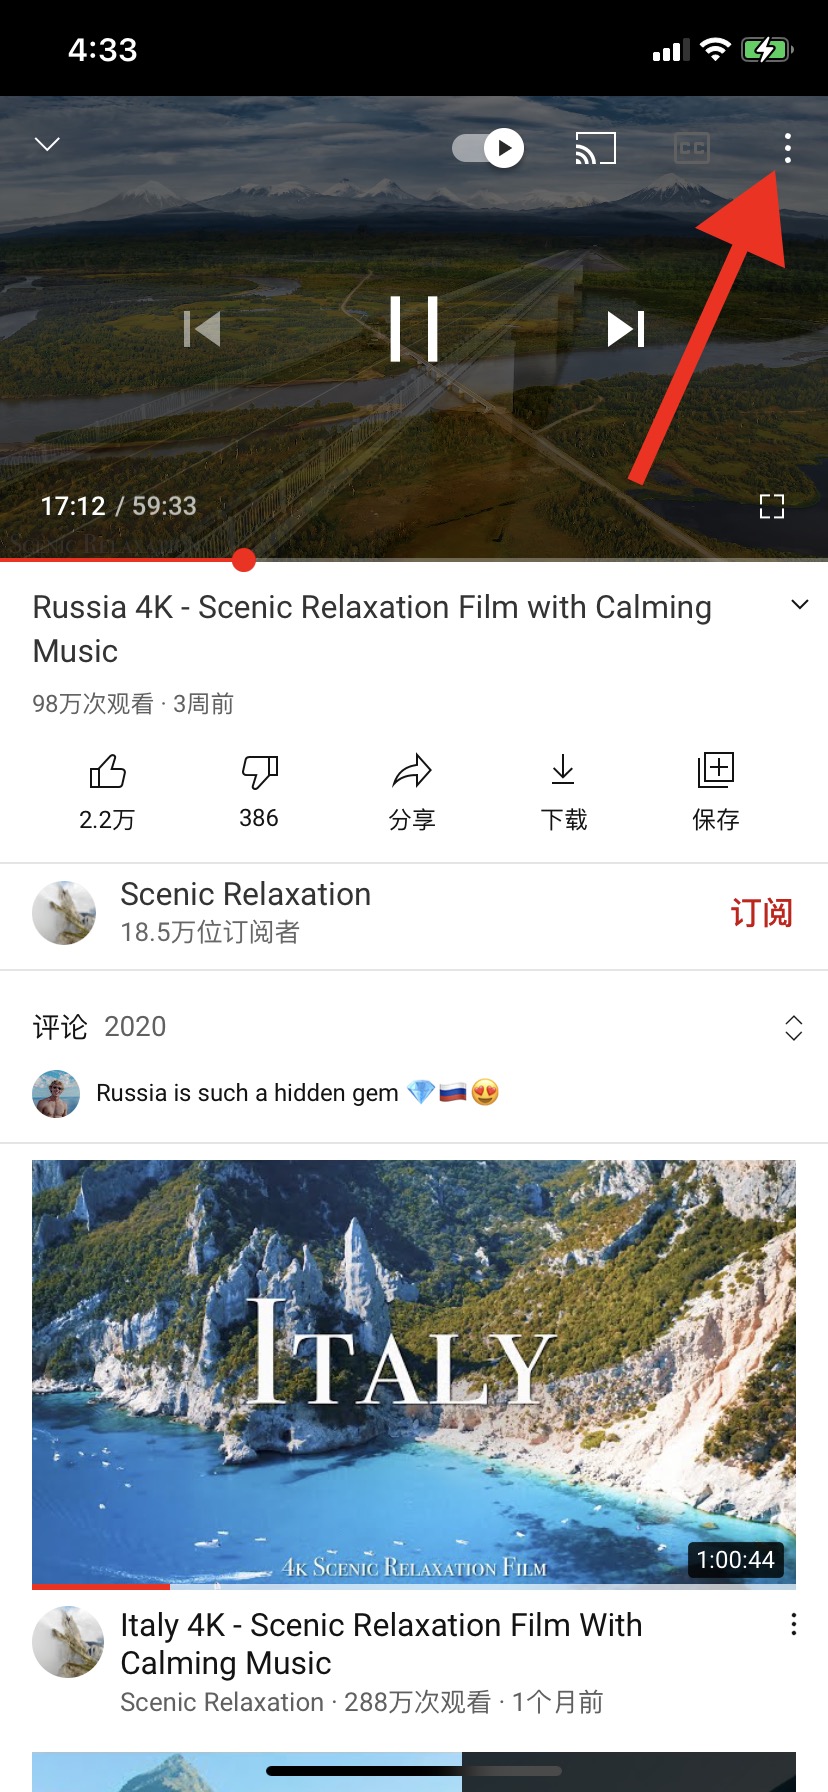 4:33
CC
17:12 / 59:33
Scenic Relaxation
Russia 4K - Scenic Relaxation Film with Calming
Music
98万次观看 · 3周前
2.2万
386
分享
下载
保存
Scenic Relaxation
18.5万位订阅者
订阅
评论 2020
Russia is such a hidden gem 💎🇷🇺😍
ITALY
4K SCENIC RELAXATION FILM
1:00:44
Italy 4K - Scenic Relaxation Film With
Calming Music
Scenic Relaxation · 288万次观看 · 1个月前